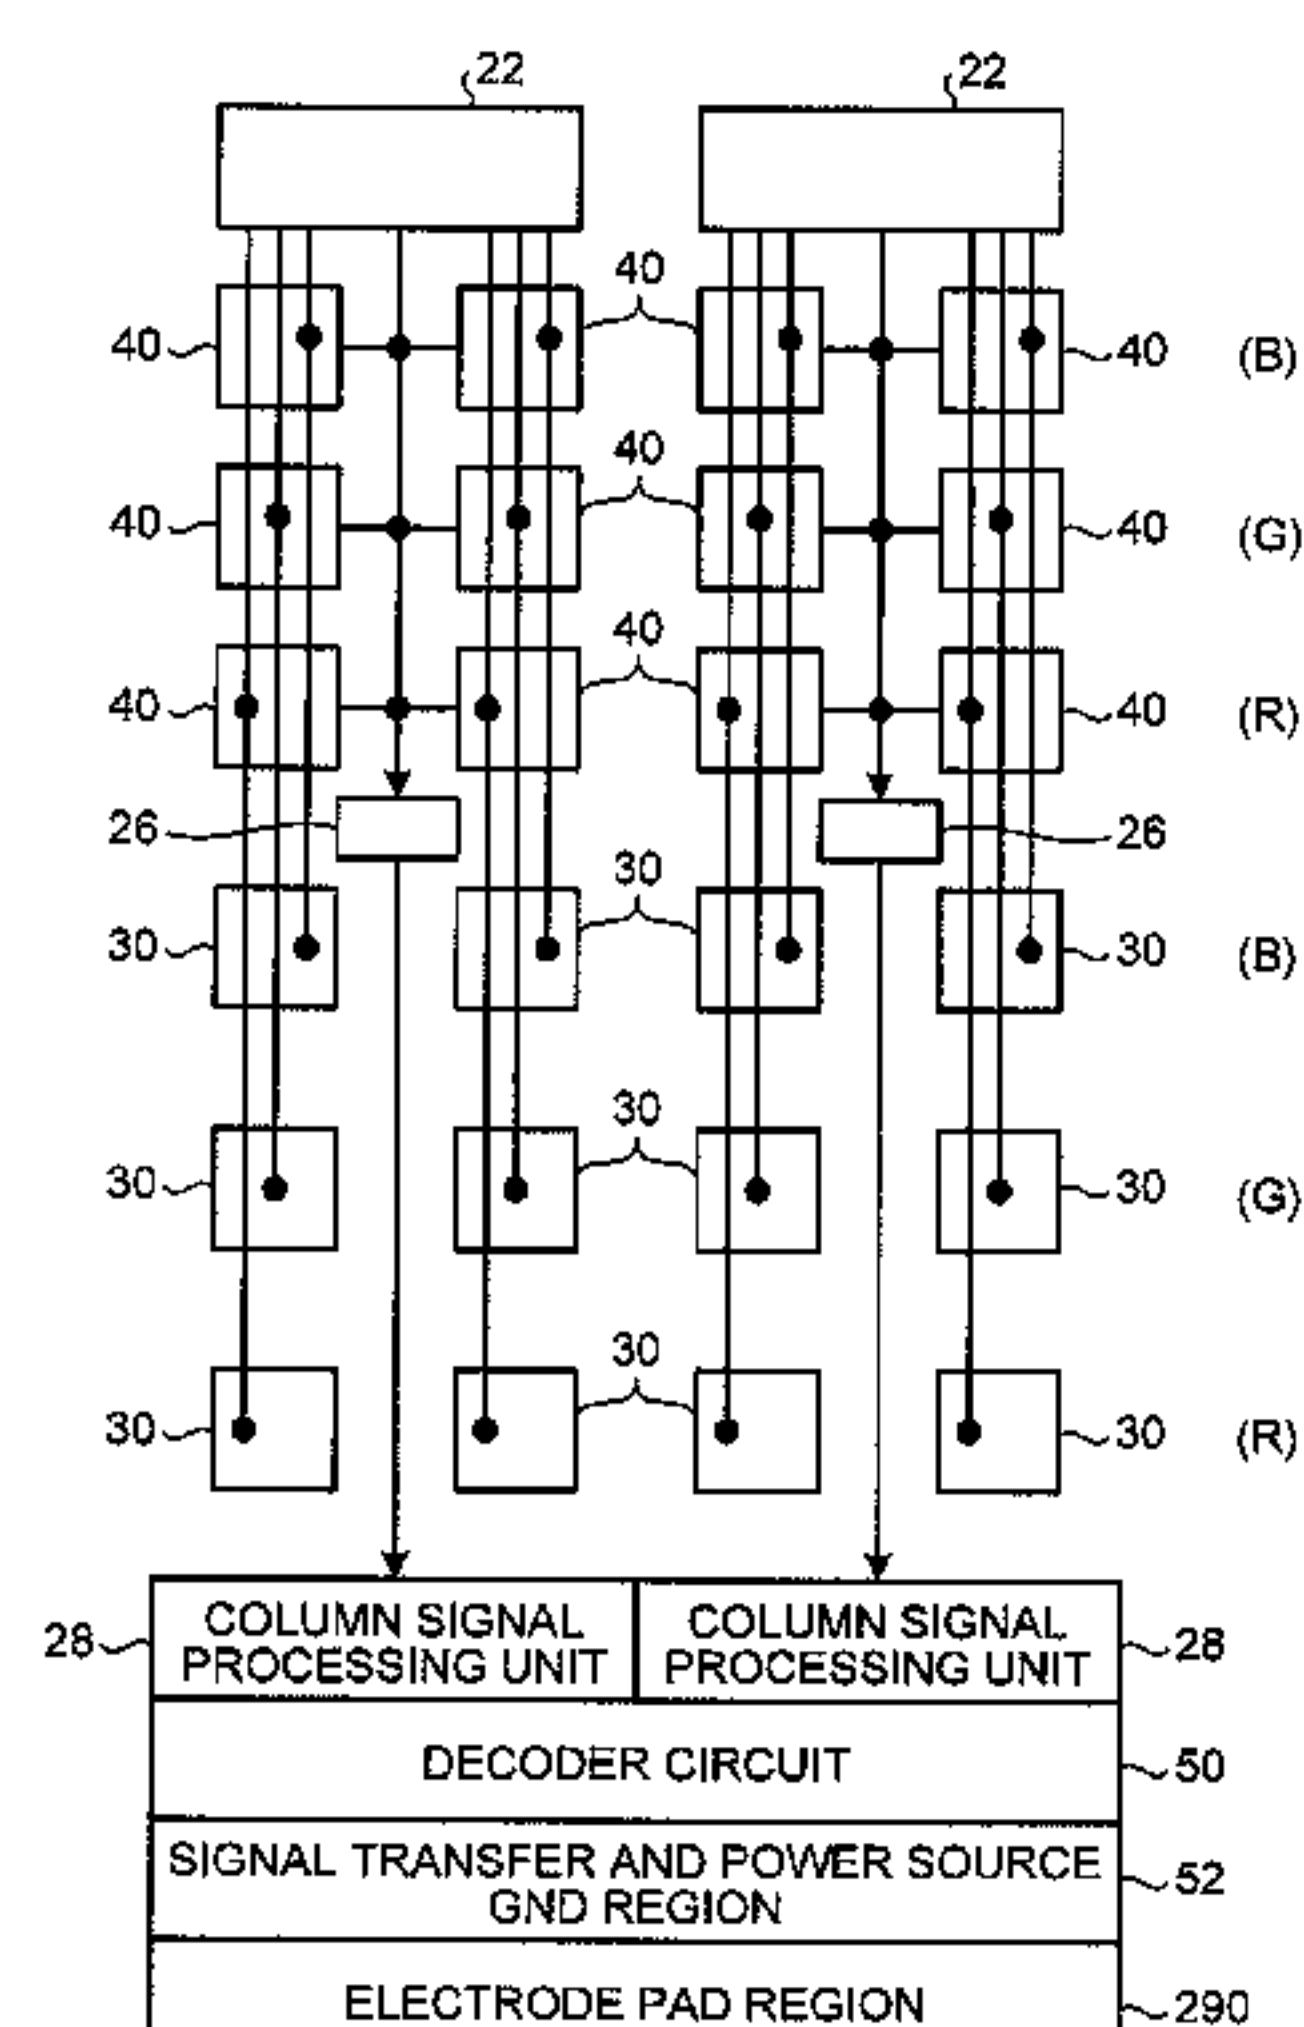 22 22
40
40 40 (B)
40
40 40 (G)
40
40 40 (R)
26 26
30
30 30 (B)
30
30 30 (G)
30
30 30 (R)
COLUMN SIGNAL COLUMN SIGNAL
28 28
PROCESSING UNIT PROCESSING UNIT
DECODER CIRCUIT 50
SIGNAL TRANSFER AND POWER SOURCE
52
GND REGION
ELECTRODE PAD REGION 290